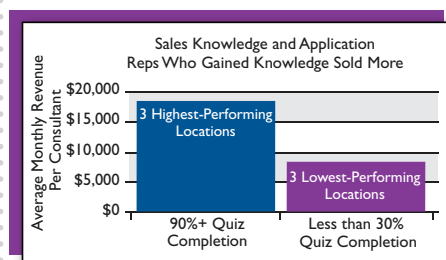 Sales Knowledge and Application
Reps Who Gained Knowledge Sold More
Average Monthly Revenue
Per Consultant
$20,000
$15,000
$10,000
$5,000
$0
3 Highest-Performing
Locations
3 Lowest-Performing
Locations
90%+ Quiz
Completion
Less than 30%
Quiz Completion